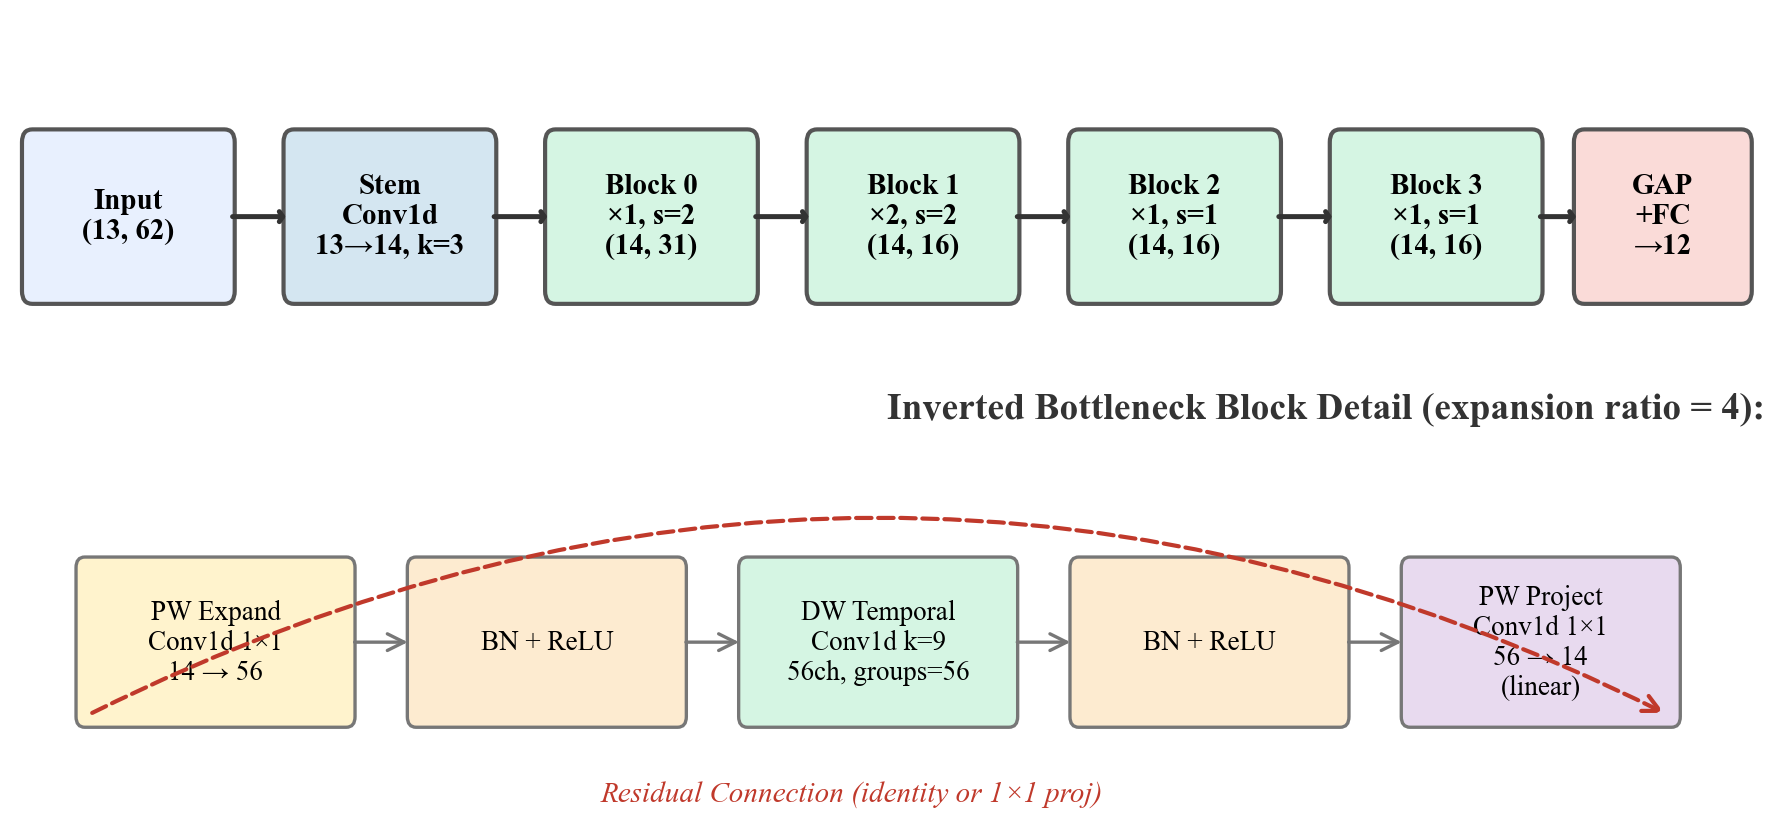 Input
(13, 62)
Stem
Conv1d
13→14, k=3
Block 0
×1, s=2
(14, 31)
Block 1
×2, s=2
(14, 16)
Block 2
×1, s=1
(14, 16)
Block 3
×1, s=1
(14, 16)
GAP
+FC
→12
Inverted Bottleneck Block Detail (expansion ratio = 4):
PW Expand
Conv1d 1×1
14 → 56
BN + ReLU
DW Temporal
Conv1d k=9
56ch, groups=56
BN + ReLU
PW Project
Conv1d 1×1
56 → 14
(linear)
Residual Connection (identity or 1×1 proj)